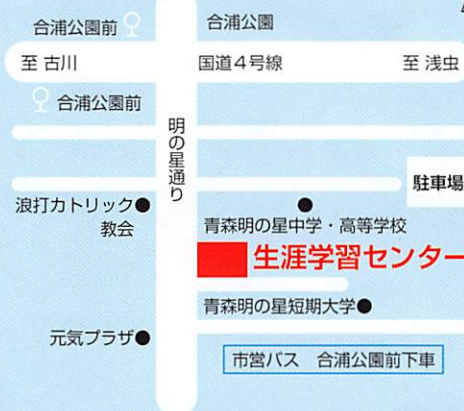 合浦公園前
合浦公園
至 古川
国道4号線
至 浅虫
合浦公園前
明の星通り
駐車場
浪打カトリック
教会
青森明の星中学・高等学校
生涯学習センター
青森明の星短期大学
元気プラザ
市営バス 合浦公園前下車